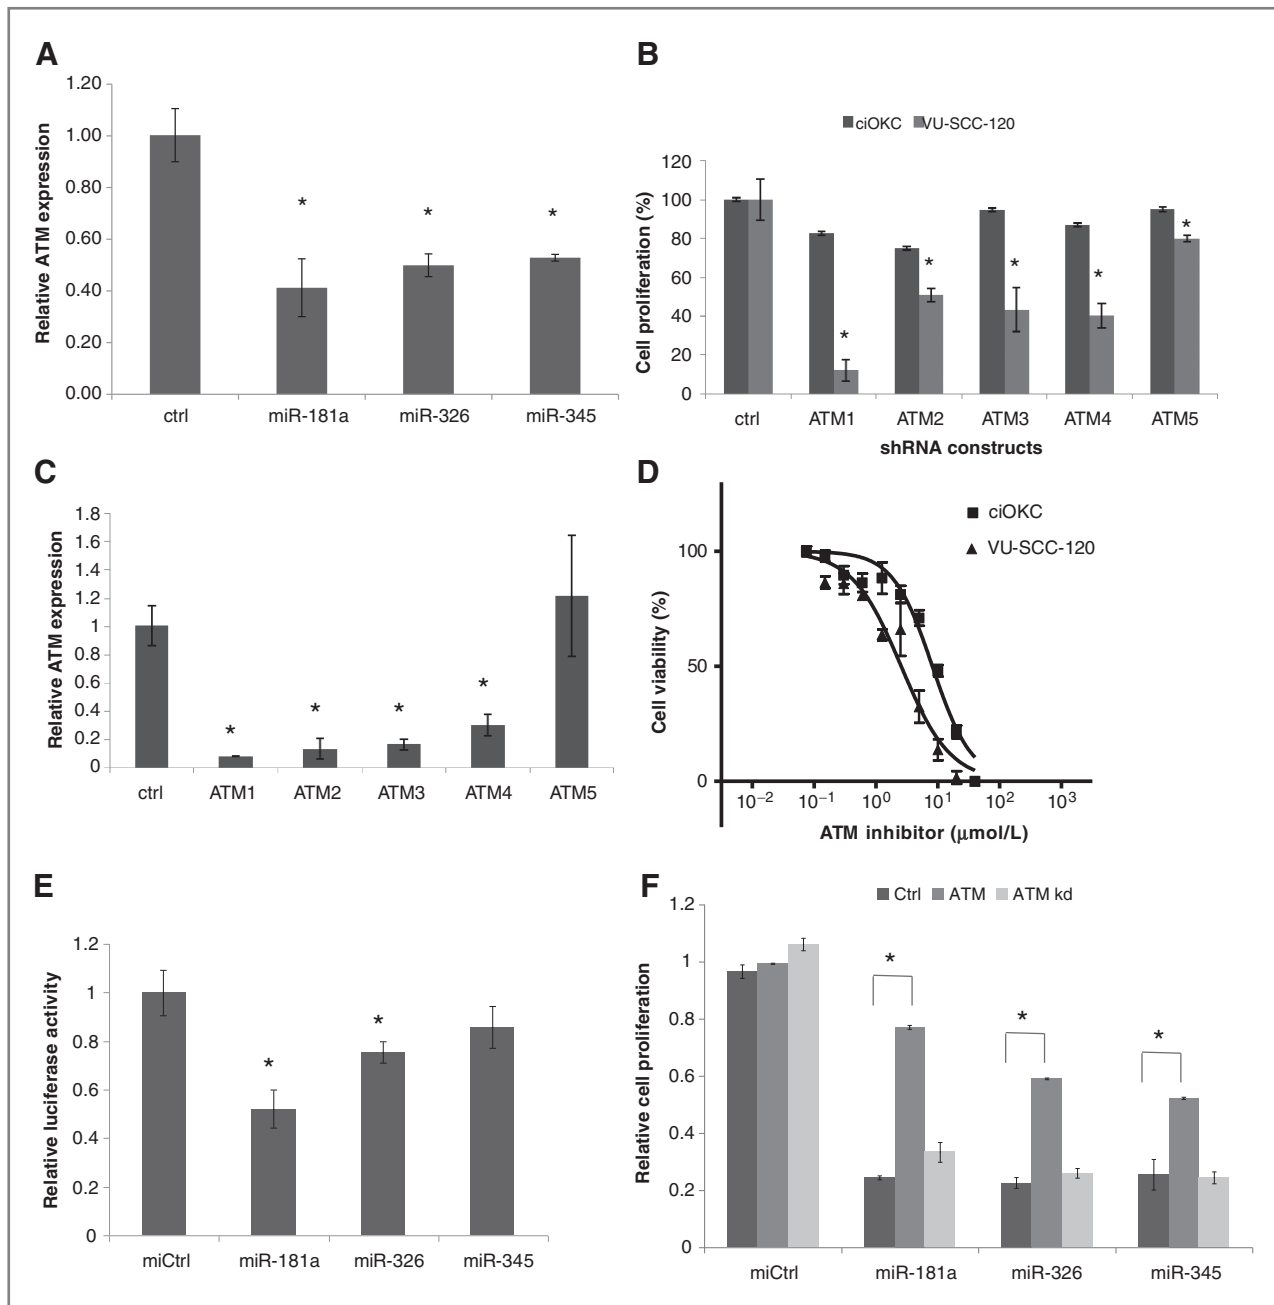 A
1.20
1.00
0.80
0.60
0.40
0.20
0.00
Relative ATM expression
*
*
*
ctrl
miR-181a
miR-326
miR-345
B
ciOKC
VU-SCC-120
120
100
80
60
40
20
0
Cell proliferation (%)
*
*
*
*
*
ctrl
ATM1
ATM2
ATM3
ATM4
ATM5
shRNA constructs
C
1.8
1.6
1.4
1.2
1
0.8
0.6
0.4
0.2
0
Relative ATM expression
*
*
*
*
ctrl
ATM1
ATM2
ATM3
ATM4
ATM5
D
ciOKC
VU-SCC-120
100
50
0
Cell viability (%)
10⁻²
10⁻¹
10⁰
10¹
10²
10³
ATM inhibitor (μmol/L)
E
1.2
1
0.8
0.6
0.4
0.2
0
Relative luciferase activity
*
*
miCtrl
miR-181a
miR-326
miR-345
F
Ctrl
ATM
ATM kd
1.2
1
0.8
0.6
0.4
0.2
0
Relative cell proliferation
*
*
*
miCtrl
miR-181a
miR-326
miR-345